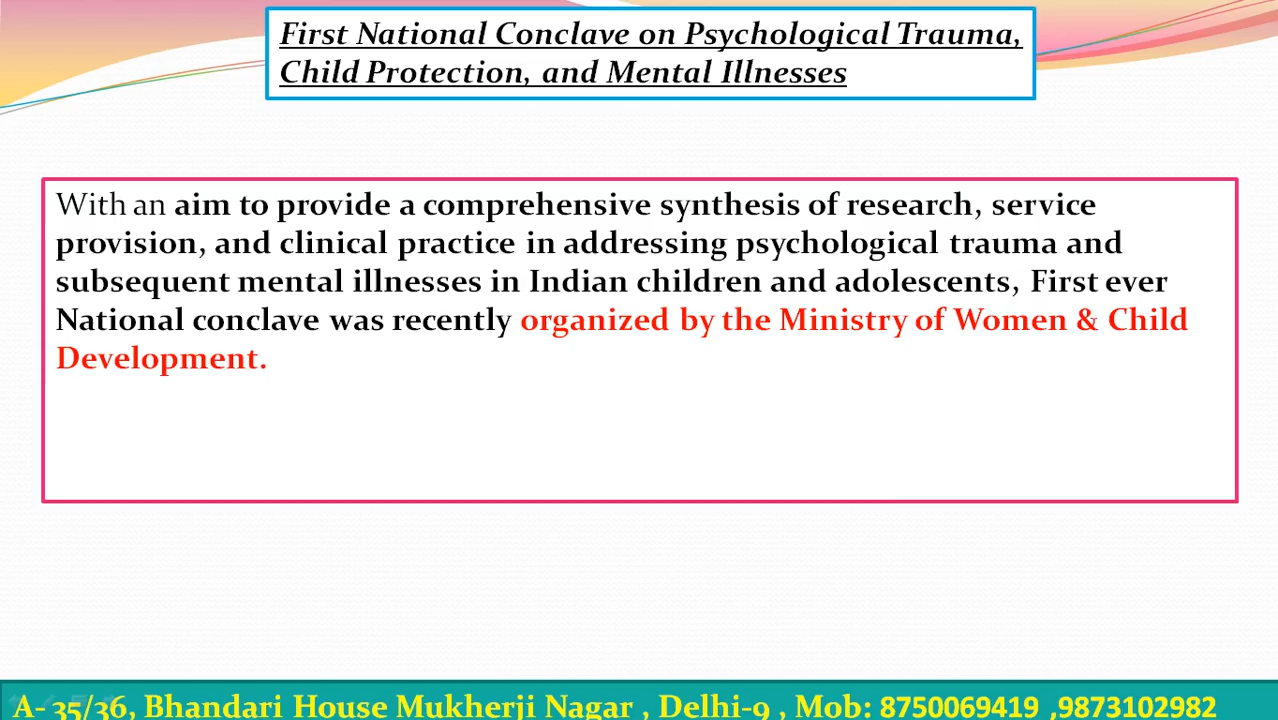 First National Conclave on Psychological Trauma,
Child Protection, and Mental Illnesses
With an aim to provide a comprehensive synthesis of research, service
provision, and clinical practice in addressing psychological trauma and
subsequent mental illnesses in Indian children and adolescents, First ever
National conclave was recently organized by the Ministry of Women & Child
Development.
A- 35/36, Bhandari House Mukherji Nagar , Delhi-9 , Mob: 8750069419 ,9873102982